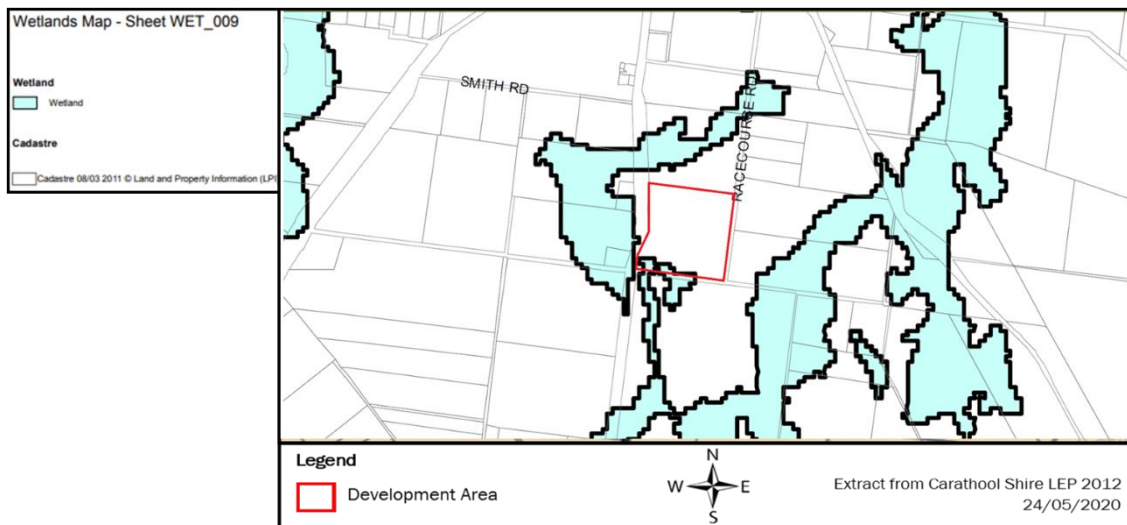 Wetlands Map - Sheet WET_009
Wetland
Wetland
Cadastre
Cadastre 08/03 2011 © Land and Property Information (LPI
SMITH RD
RACECOURGE RD
Legend
Development Area
N
W E
S
Extract from Carathool Shire LEP 2012
24/05/2020